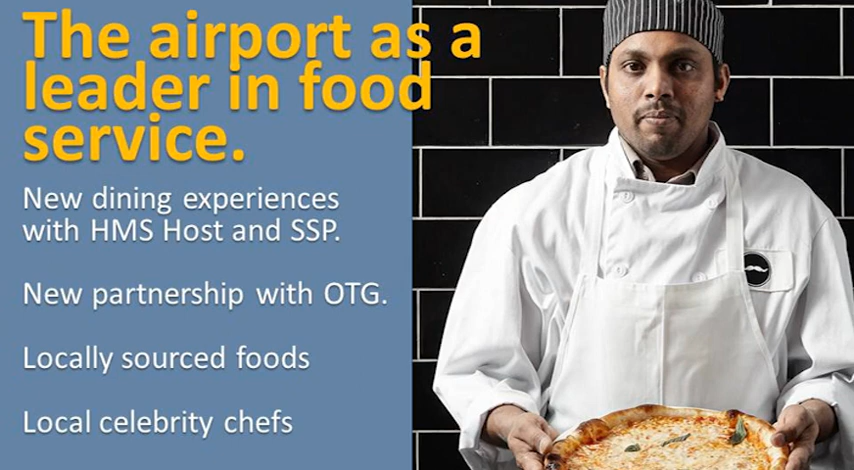 The airport as a
leader in food
service.
New dining experiences
with HMS Host and SSP.
New partnership with OTG.
Locally sourced foods
Local celebrity chefs